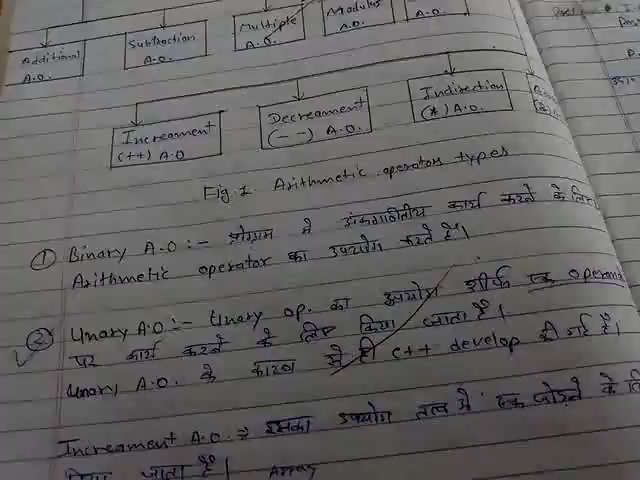 Additional Subtraction Multiple Modulus
A.O. A.O. A.O. A.O.
Increament Decreament Indirection
(++) A.O (--) A.O. (*) A.O.
Fig. 1. Arithmetic operators types
① Binary A.O :- प्रोग्राम में अंकगणितीय कार्य करने के लिए
Arithmetic operator का उपयोग करते हैं।
② Unary A.O :- Unary op. का उपयोग सीर्फ एक operand
पर कार्य करने के लिए किया जाता है।
Unary A.O. के कारण से ही C++ develop की गई है।
Increament A.O. → इसका उपयोग तत्व में एक जोड़ने के लि
किया जाता है। Array